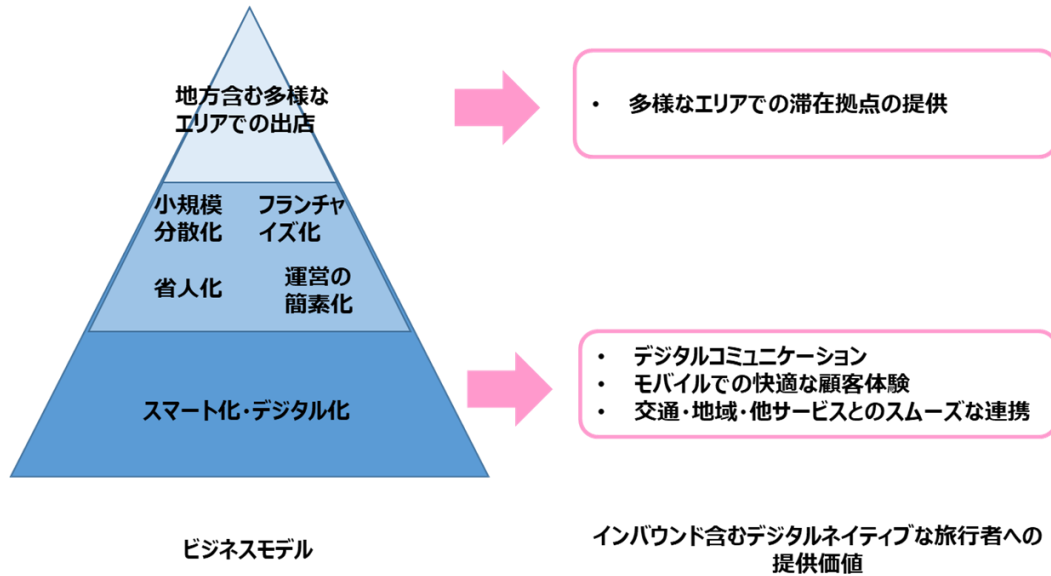 地方含む多様な
エリアでの出店
・ 多様なエリアでの滞在拠点の提供
小規模
分散化
フランチャ
イズ化
省人化
運営の
簡素化
スマート化・デジタル化
・ デジタルコミュニケーション
・ モバイルでの快適な顧客体験
・ 交通・地域・他サービスとのスムーズな連携
ビジネスモデル
インバウンド含むデジタルネイティブな旅行者への
提供価値